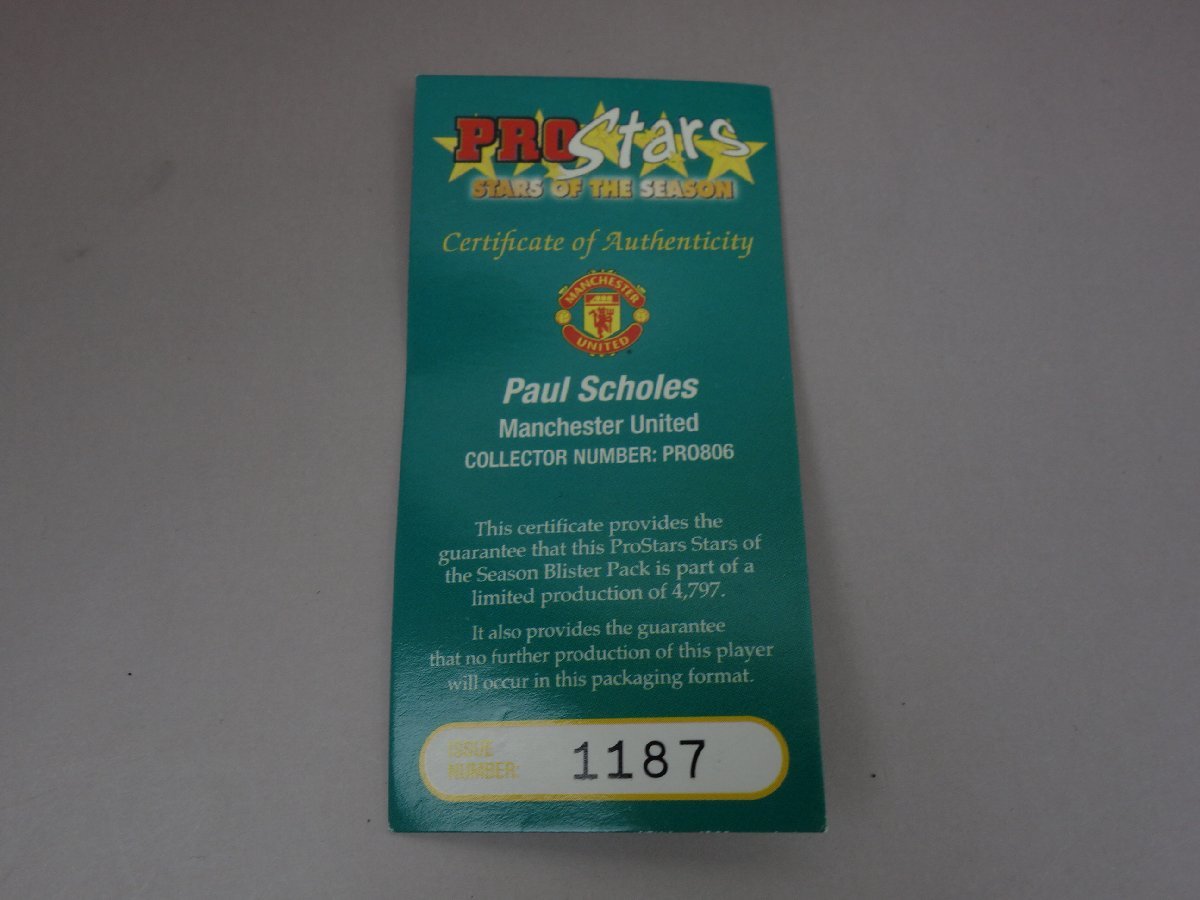 PROStars
STARS OF THE SEASON
Certificate of Authenticity
MANCHESTER
UNITED
Paul Scholes
Manchester United
COLLECTOR NUMBER: PRO806
This certificate provides the
guarantee that this ProStars Stars of
the Season Blister Pack is part of a
limited production of 4,797.
It also provides the guarantee
that no further production of this player
will occur in this packaging format.
ISSUE
NUMBER: 1187